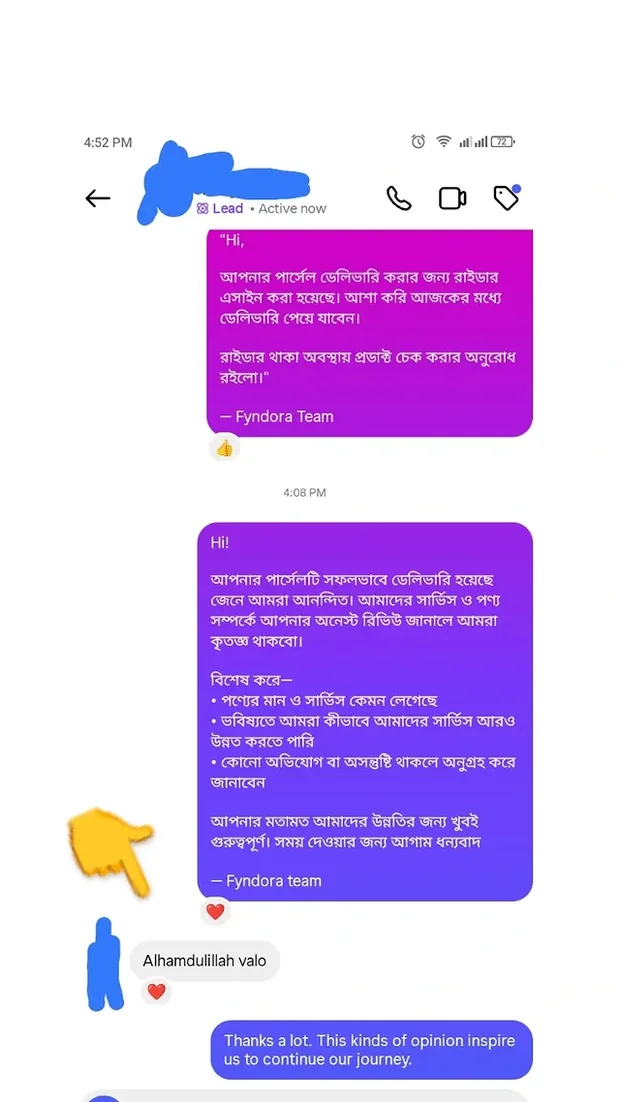 4:52 PM
72
Lead • Active now
"Hi,
আপনার পার্সেল ডেলিভারি করার জন্য রাইডার
এসাইন করা হয়েছে। আশা করি আজকের মধ্যে
ডেলিভারি পেয়ে যাবেন।
রাইডার থাকা অবস্থায় প্রডাক্ট চেক করার অনুরোধ
রইলো।"
— Fyndora Team
4:08 PM
Hi!
আপনার পার্সেলটি সফলভাবে ডেলিভারি হয়েছে
জেনে আমরা আনন্দিত। আমাদের সার্ভিস ও পণ্য
সম্পর্কে আপনার অনেস্ট রিভিউ জানালে আমরা
কৃতজ্ঞ থাকবো।
বিশেষ করে—
• পণ্যের মান ও সার্ভিস কেমন লেগেছে
• ভবিষ্যতে আমরা কীভাবে আমাদের সার্ভিস আরও
উন্নত করতে পারি
• কোনো অভিযোগ বা অসন্তুষ্টি থাকলে অনুগ্রহ করে
জানাবেন
আপনার মতামত আমাদের উন্নতির জন্য খুবই
গুরুত্বপূর্ণ। সময় দেওয়ার জন্য আগাম ধন্যবাদ
— Fyndora team
Alhamdulillah valo
Thanks a lot. This kinds of opinion inspire
us to continue our journey.